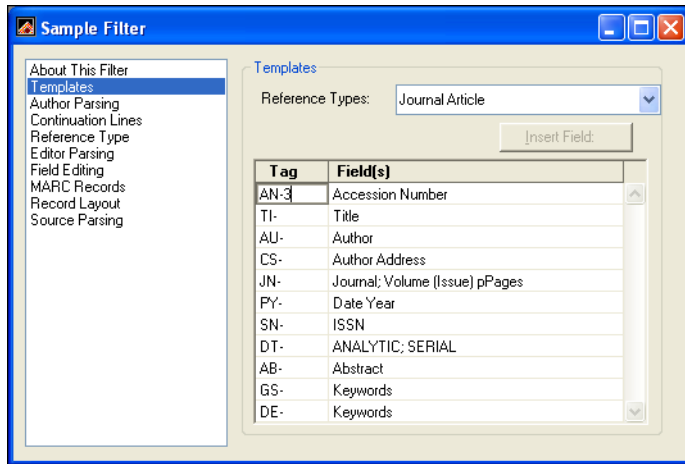 Sample Filter
About This Filter
Templates
Author Parsing
Continuation Lines
Reference Type
Editor Parsing
Field Editing
MARC Records
Record Layout
Source Parsing
Templates
Reference Types: Journal Article
Insert Field:
Tag Field(s)
AN-3 Accession Number
TI- Title
AU- Author
CS- Author Address
JN- Journal; Volume (Issue) pPages
PY- Date Year
SN- ISSN
DT- ANALYTIC; SERIAL
AB- Abstract
GS- Keywords
DE- Keywords